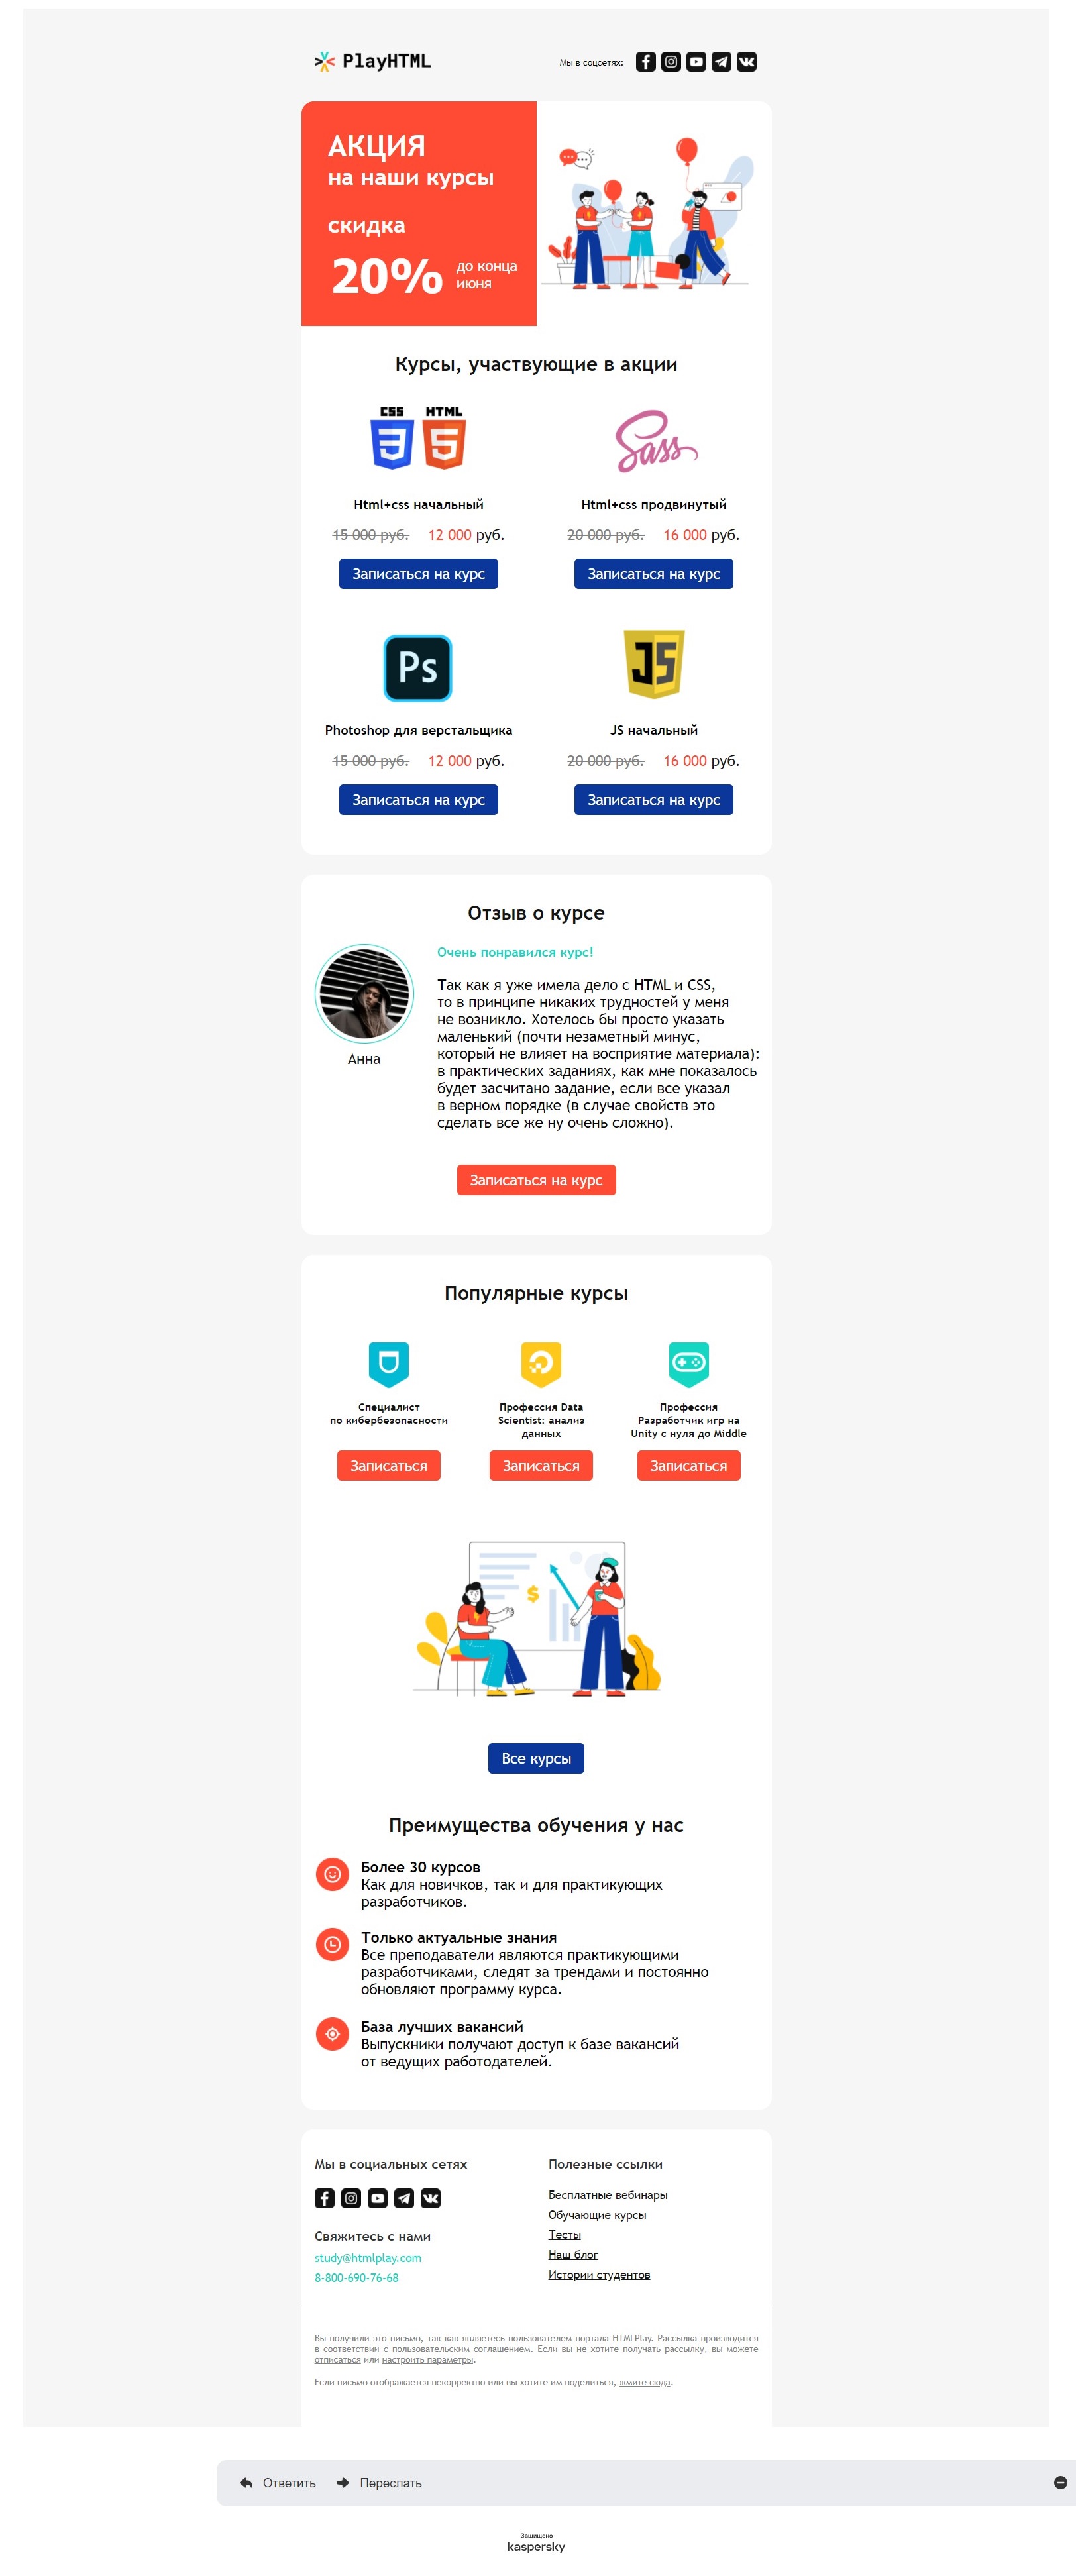 PlayHTML
Мы в соцсетях:
АКЦИЯ
на наши курсы
скидка
20% до конца
июня
Курсы, участвующие в акции
CSS HTML
3 5
Sass
Html+css начальный
Html+css продвинутый
15 000 руб. 12 000 руб.
20 000 руб. 16 000 руб.
Записаться на курс
Записаться на курс
Ps
JS
Photoshop для верстальщика
JS начальный
15 000 руб. 12 000 руб.
20 000 руб. 16 000 руб.
Записаться на курс
Записаться на курс
Отзыв о курсе
Анна
Очень понравился курс!
Так как я уже имела дело с HTML и CSS,
то в принципе никаких трудностей у меня
не возникло. Хотелось бы просто указать
маленький (почти незаметный минус,
который не влияет на восприятие материала):
в практических заданиях, как мне показалось
будет засчитано задание, если все указал
в верном порядке (в случае свойств это
сделать все же ну очень сложно).
Записаться на курс
Популярные курсы
Специалист
по кибербезопасности
Записаться
Профессия Data
Scientist: анализ
данных
Записаться
Профессия
Разработчик игр на
Unity с нуля до Middle
Записаться
$
Все курсы
Преимущества обучения у нас
Более 30 курсов
Как для новичков, так и для практикующих
разработчиков.
Только актуальные знания
Все преподаватели являются практикующими
разработчиками, следят за трендами и постоянно
обновляют программу курса.
База лучших вакансий
Выпускники получают доступ к базе вакансий
от ведущих работодателей.
Мы в социальных сетях
Свяжитесь с нами
study@htmlplay.com
8-800-690-76-68
Полезные ссылки
Бесплатные вебинары
Обучающие курсы
Тесты
Наш блог
Истории студентов
Вы получили это письмо, так как являетесь пользователем портала HTMLPlay. Рассылка производится
в соответствии с пользовательским соглашением. Если вы не хотите получать рассылку, вы можете
отписаться или настроить параметры.
Если письмо отображается некорректно или вы хотите им поделиться, жмите сюда.
Ответить Переслать
Защищено
kaspersky